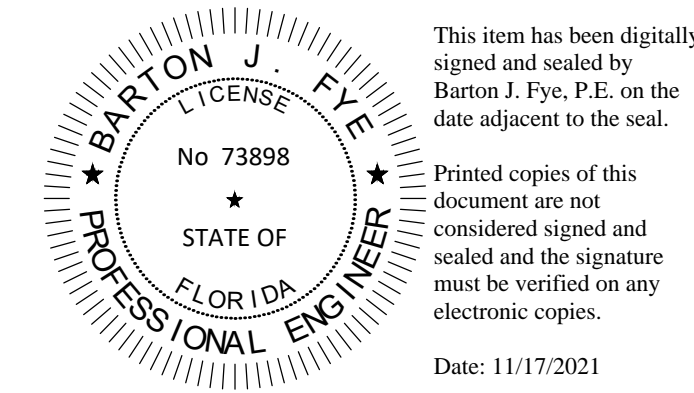 BARTON J. FYE
LICENSE
No 73898
STATE OF
FLORIDA
PROFESSIONAL ENGINEER
This item has been digitally
signed and sealed by
Barton J. Fye, P.E. on the
date adjacent to the seal.
Printed copies of this
document are not
considered signed and
sealed and the signature
must be verified on any
electronic copies.
Date: 11/17/2021